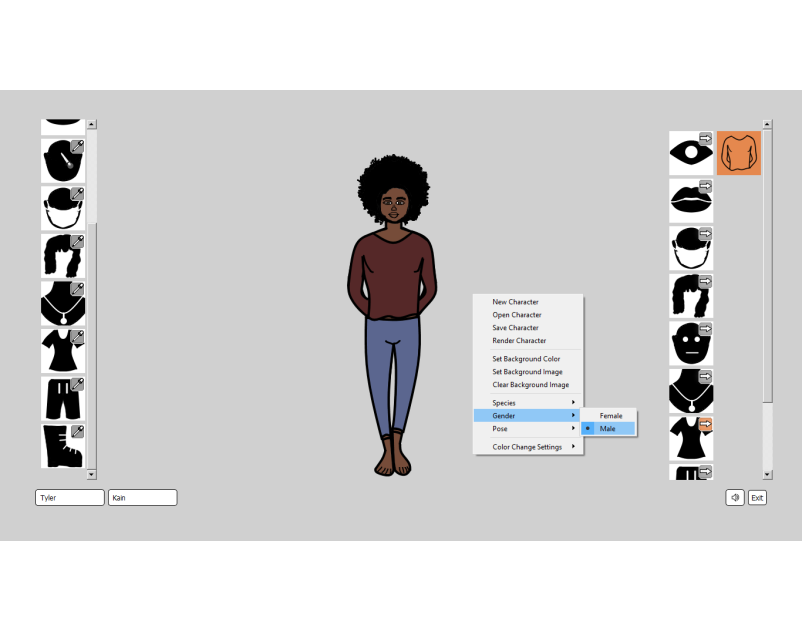 New Character
Open Character
Save Character
Render Character
Set Background Color
Set Background Image
Clear Background Image
Species
Gender
Female
Pose
Male
Color Change Settings
Tyler
Kain
Exit